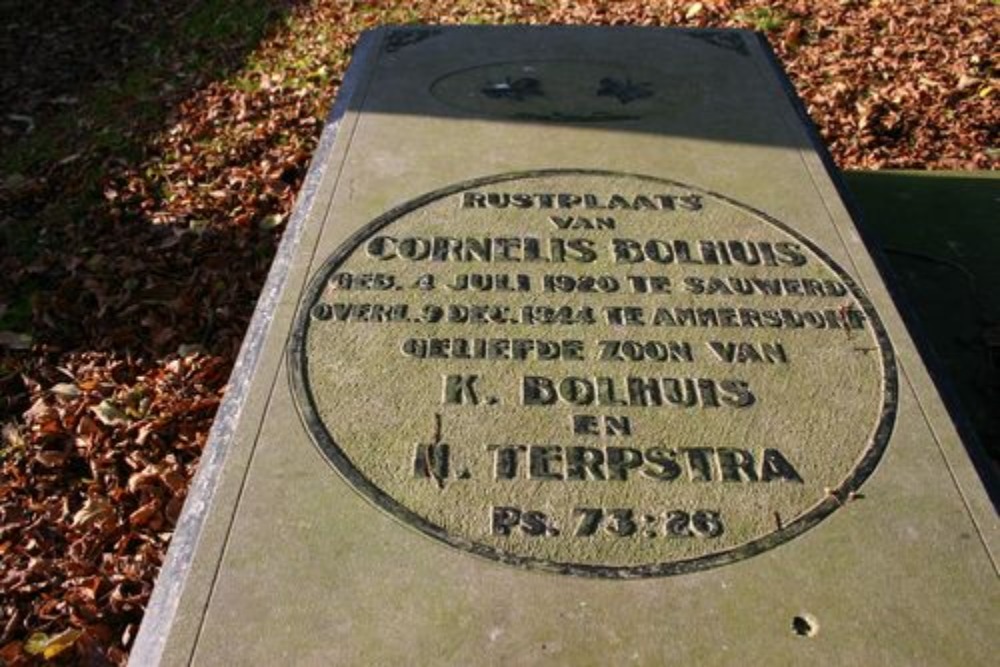 RUSTPLAATS
VAN
CORNELIS BOLHUIS
GEB. 4 JULI 1920 TE SAUWERD
OVERL. 9 DEC. 1944 TE AMMERSDORF
GELIEFDE ZOON VAN
K. BOLHUIS
EN
H. TERPSTRA
Ps. 73:26